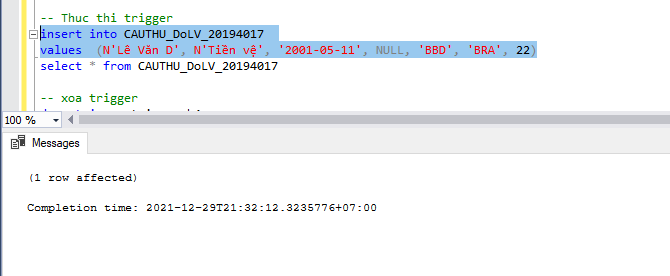 -- Thuc thi trigger
insert into CAUTHU_DoLV_20194017
values (N'Lê Văn D', N'Tiền vệ', '2001-05-11', NULL, 'BBD', 'BRA', 22)
select * from CAUTHU_DoLV_20194017
-- xoa trigger
100 %
Messages
(1 row affected)
Completion time: 2021-12-29T21:32:12.3235776+07:00